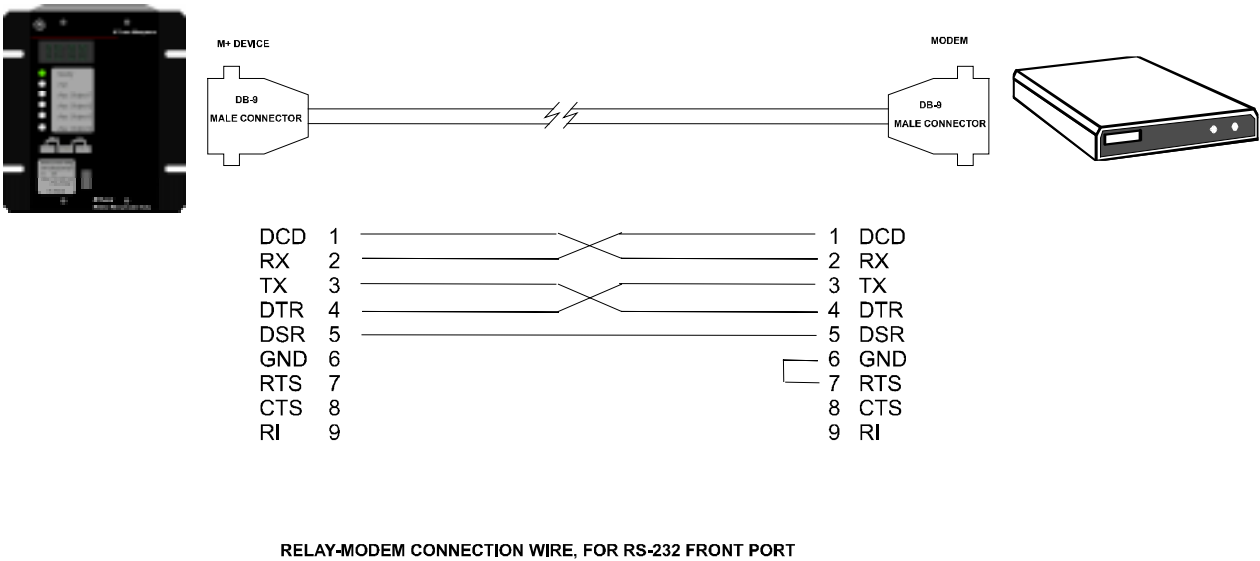 M+ DEVICE
MODEM
DB-9
MALE CONNECTOR
DB-9
MALE CONNECTOR
DCD 1 1 DCD
RX 2 2 RX
TX 3 3 TX
DTR 4 4 DTR
DSR 5 5 DSR
GND 6 6 GND
RTS 7 7 RTS
CTS 8 8 CTS
RI 9 9 RI
RELAY-MODEM CONNECTION WIRE, FOR RS-232 FRONT PORT